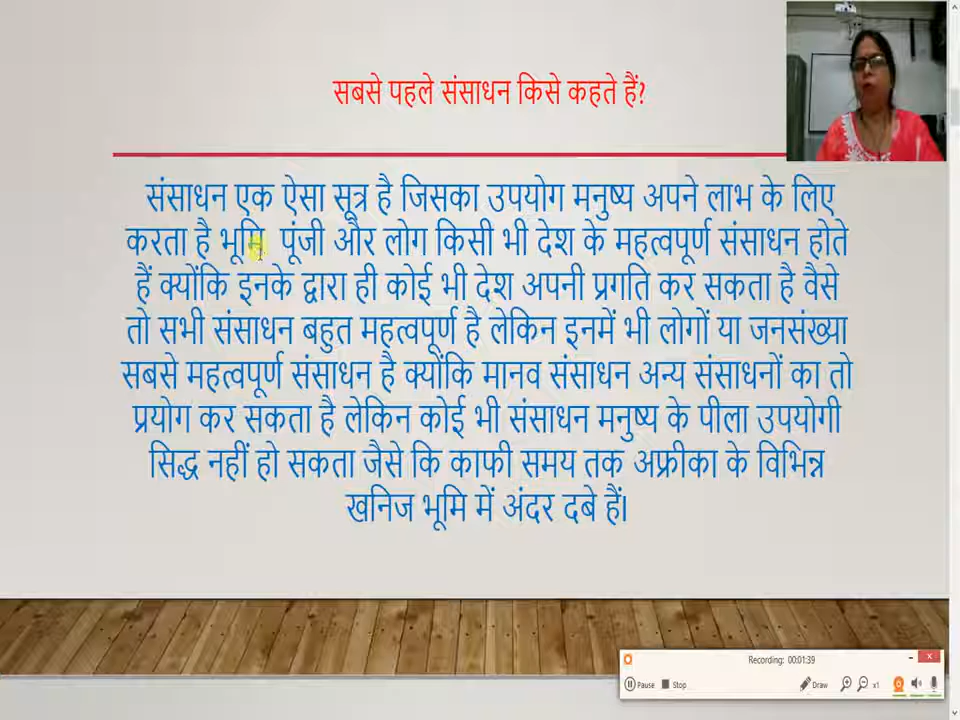 सबसे पहले संसाधन किसे कहते हैं?
संसाधन एक ऐसा सूत्र है जिसका उपयोग मनुष्य अपने लाभ के लिए
करता है भूमि, पूंजी और लोग किसी भी देश के महत्वपूर्ण संसाधन होते
हैं क्योंकि इनके द्वारा ही कोई भी देश अपनी प्रगति कर सकता है वैसे
तो सभी संसाधन बहुत महत्वपूर्ण है लेकिन इनमें भी लोगों या जनसंख्या
सबसे महत्वपूर्ण संसाधन है क्योंकि मानव संसाधन अन्य संसाधनों का तो
प्रयोग कर सकता है लेकिन कोई भी संसाधन मनुष्य के पीला उपयोगी
सिद्ध नहीं हो सकता जैसे कि काफी समय तक अफ्रीका के विभिन्न
खनिज भूमि में अंदर दबे हैं।
Recording: 00:01:39
Pause Stop Draw x1